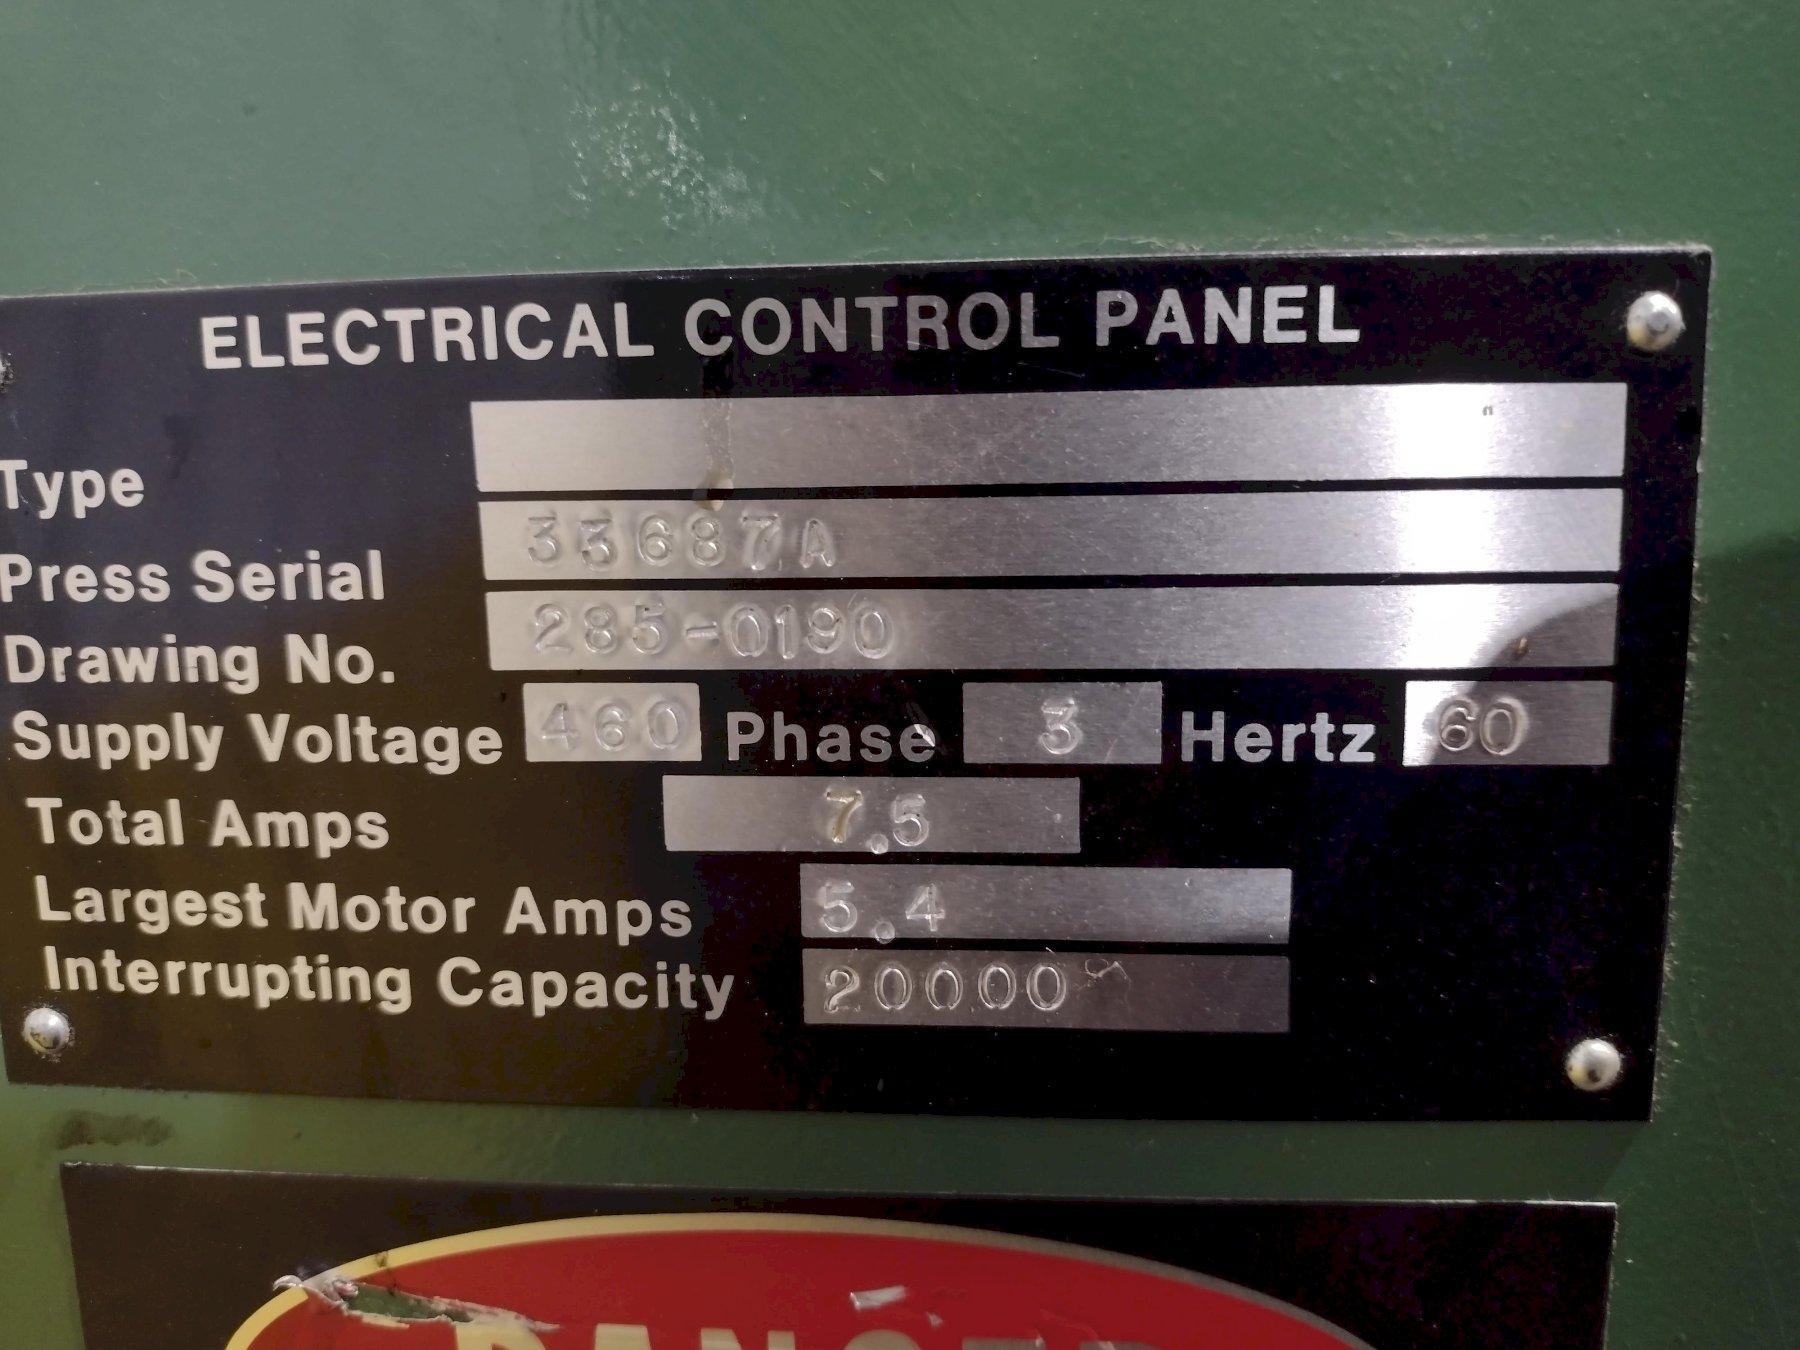 ELECTRICAL CONTROL PANEL
Type
Press Serial 33687A
Drawing No. 285-0190
Supply Voltage 460 Phase 3 Hertz 60
Total Amps 7.5
Largest Motor Amps 5.4
Interrupting Capacity 20000
DANGER